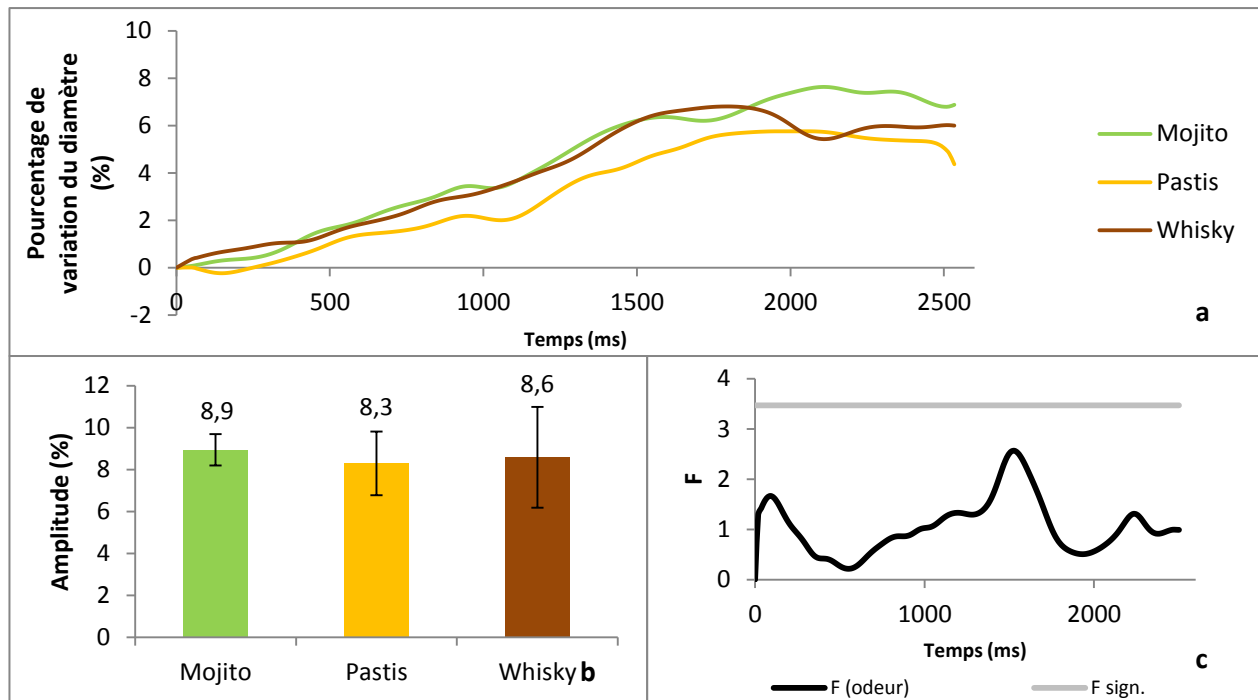 Pourcentage de
variation du diamètre
(%)
10
8
6
4
2
0
-2
0
500
1000
1500
2000
2500
Temps (ms)
Mojito
Pastis
Whisky
a
Amplitude (%)
12
10
8
6
4
2
0
8,9
8,3
8,6
Mojito
Pastis
Whisky
b
F
4
3
2
1
0
0
1000
2000
Temps (ms)
c
F (odeur)
F sign.